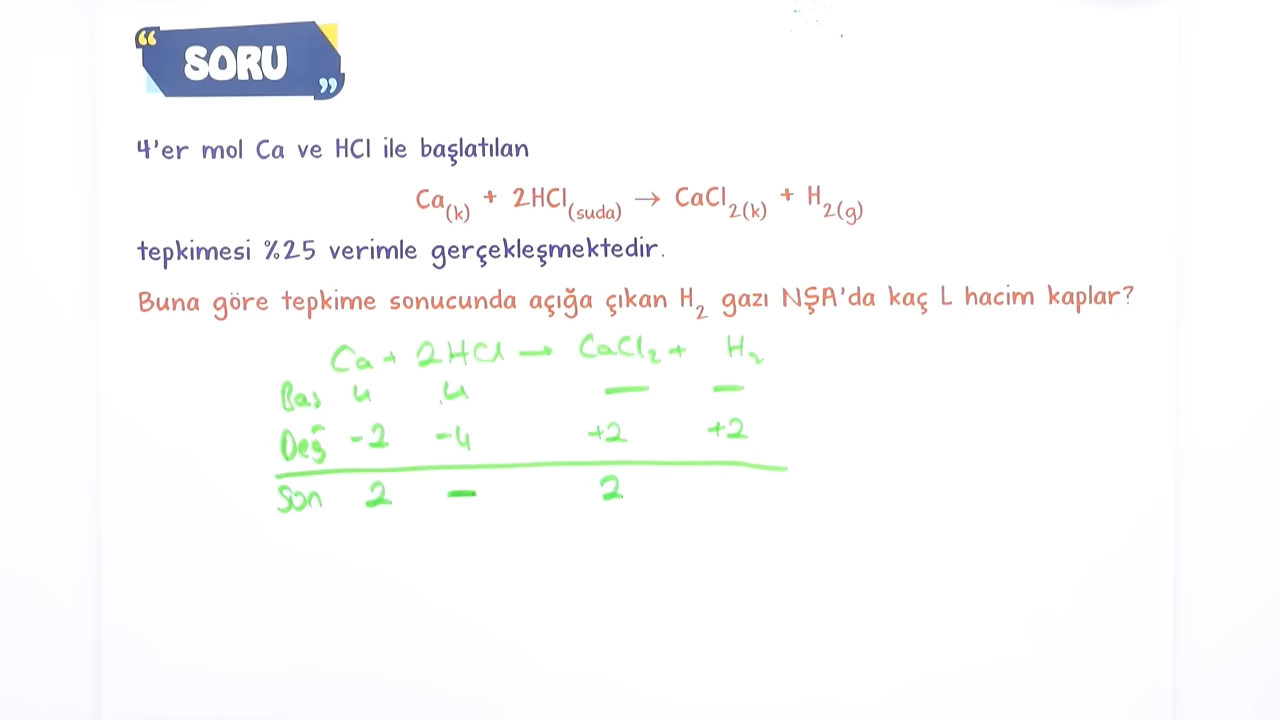 “ SORU ”
4'er mol Ca ve HCl ile başlatılan
Ca(k) + 2HCl(suda) → CaCl2(k) + H2(g)
tepkimesi %25 verimle gerçekleşmektedir.
Buna göre tepkime sonucunda açığa çıkan H2 gazı NŞA'da kaç L hacim kaplar?
Ca + 2HCl → CaCl2 + H2
Baş 4 4 — —
Değ -2 -4 +2 +2
Son 2 - 2